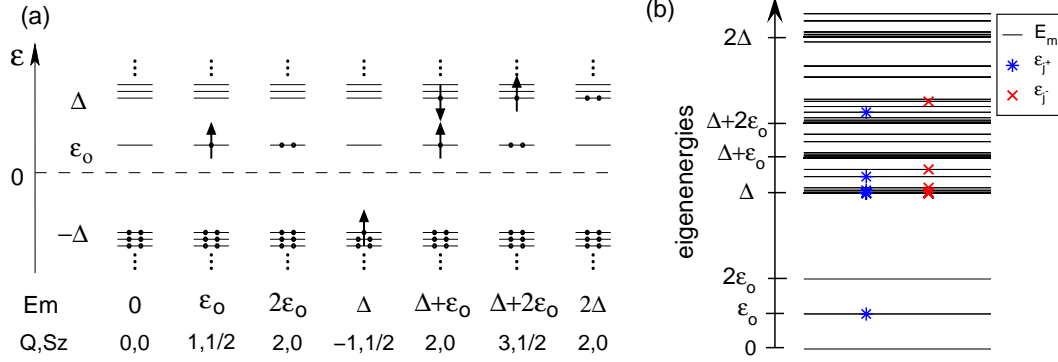 (a)
ε
Δ
εo
0
−Δ
Em 0 εo 2εo Δ Δ+εo Δ+2εo 2Δ
Q,Sz 0,0 1,1/2 2,0 −1,1/2 2,0 3,1/2 2,0
(b)
eigenenergies
2Δ
Δ+2εo
Δ+εo
Δ
2εo
εo
0
Em
εj+
εj-